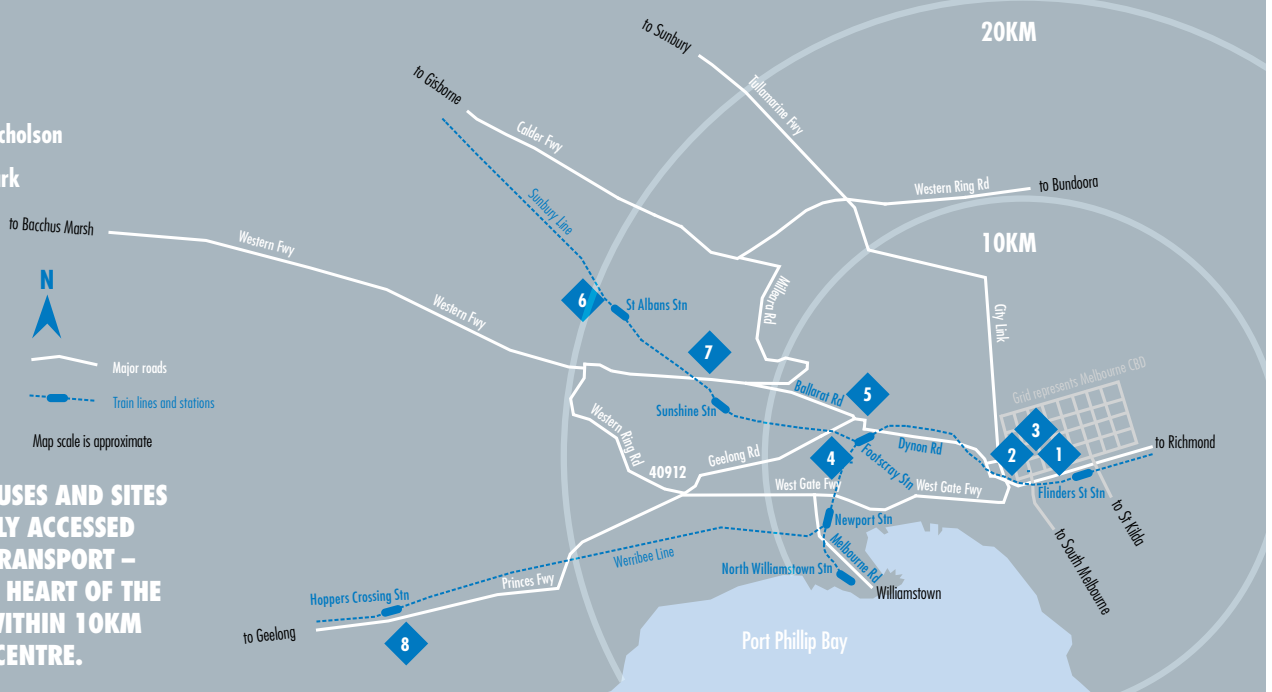 cholson
rk
N
Major roads
Train lines and stations
Map scale is approximate
USES AND SITES
LY ACCESSED
RANSPORT –
HEART OF THE
WITHIN 10KM
CENTRE.
20KM
10KM
to Sunbury
to Gisborne
Tullamarine Fwy
Calder Fwy
Sunbury Line
Western Ring Rd
to Bundoora
to Bacchus Marsh
Western Fwy
Western Fwy
6
St Albans Stn
Milleara Rd
City Link
7
Grid represents Melbourne CBD
Ballarat Rd
5
Sunshine Stn
Western Ring Rd
3
2
1
to Richmond
Dynon Rd
4
Footscray Stn
Geelong Rd
40912
West Gate Fwy
West Gate Fwy
Flinders St Stn
to St Kilda
to South Melbourne
Newport Stn
Melbourne Rd
Werribee Line
North Williamstown Stn
Williamstown
Princes Fwy
Hoppers Crossing Stn
to Geelong
8
Port Phillip Bay